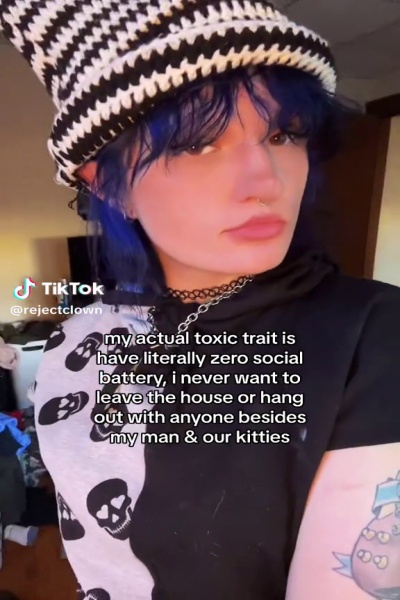 TikTok
@rejectclown
my actual toxic trait is
have literally zero social
battery, i never want to
leave the house or hang
out with anyone besides
my man & our kitties